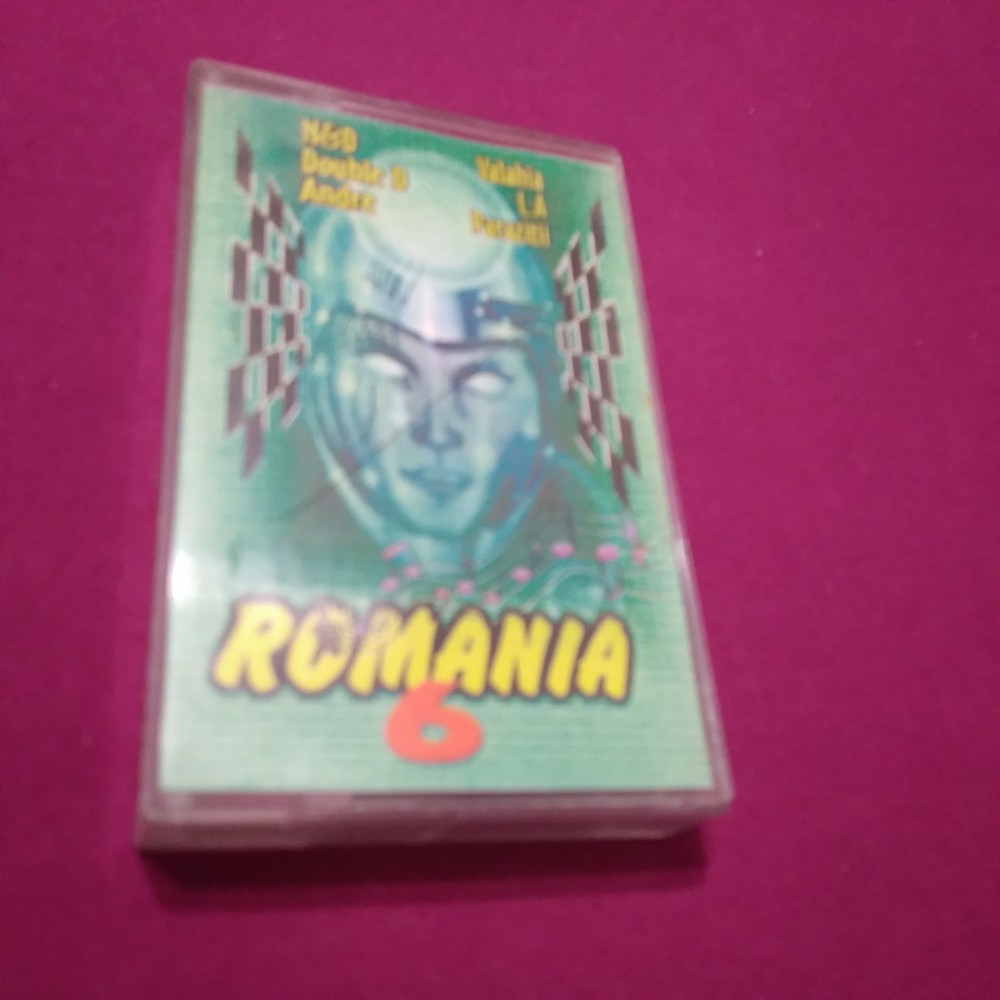 N&D
Double D
Andre
Valahia
L.A
Parazitii
ROMANIA
6